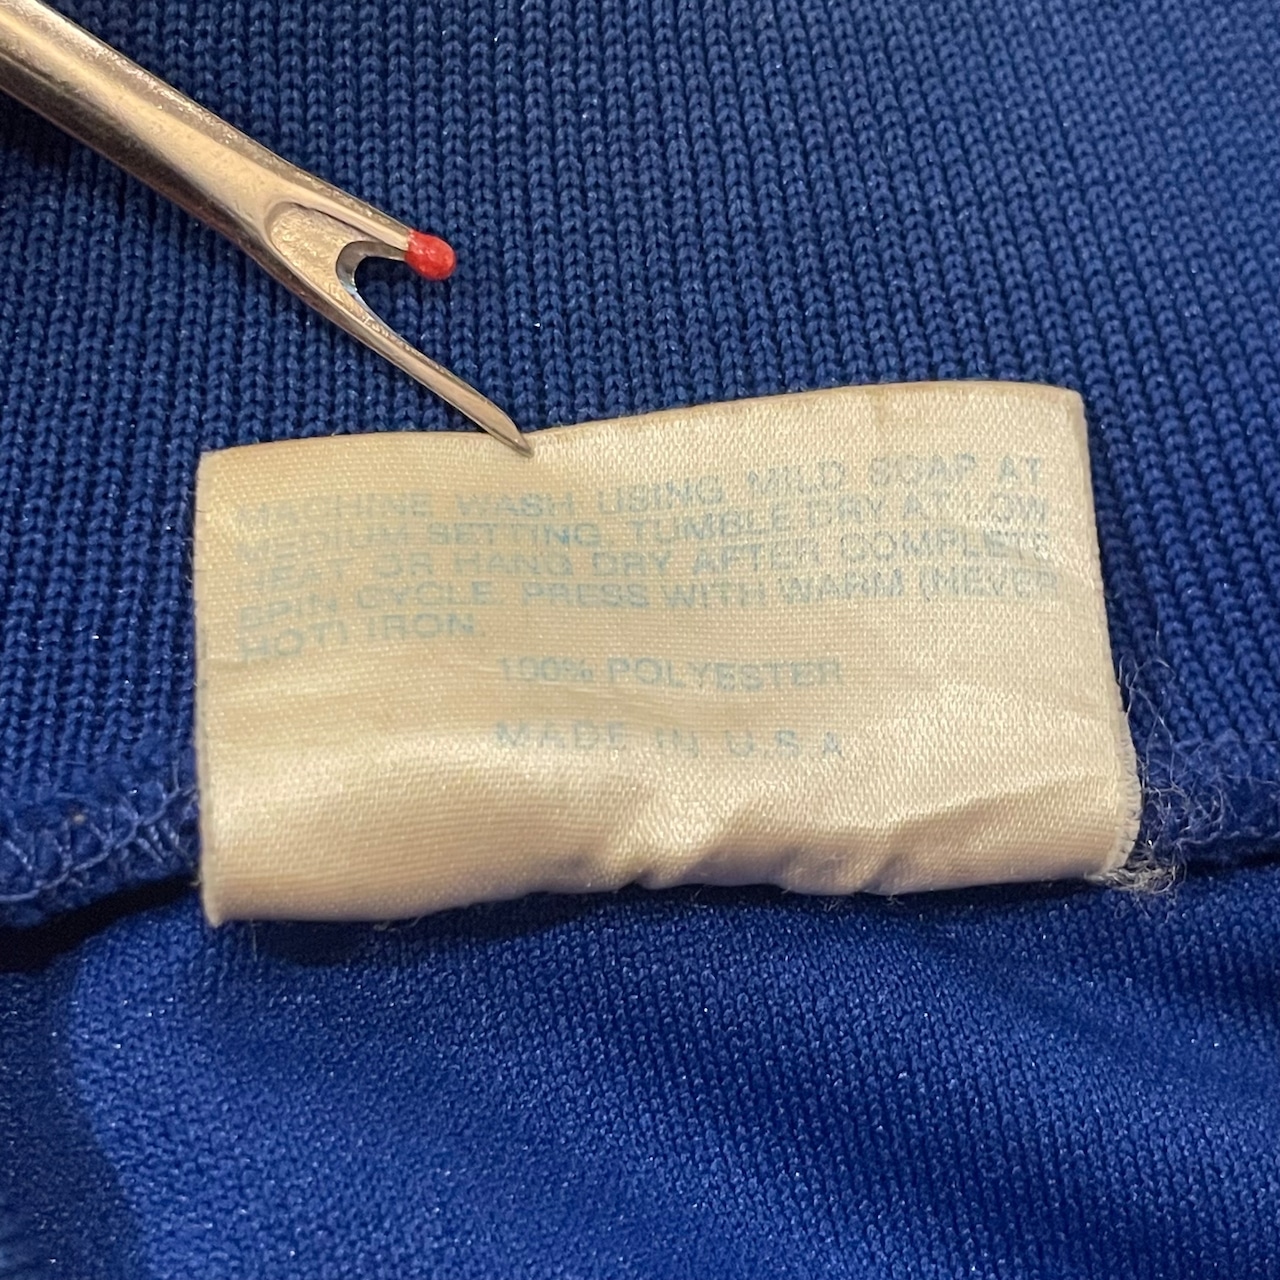 MACHINE WASH USING MILD SOAP AT
MEDIUM SETTING. TUMBLE DRY AT LOW
HEAT OR HANG DRY AFTER COMPLETE
SPIN CYCLE. PRESS WITH WARM (NEVER
HOT) IRON.
100% POLYESTER
MADE IN U.S.A.